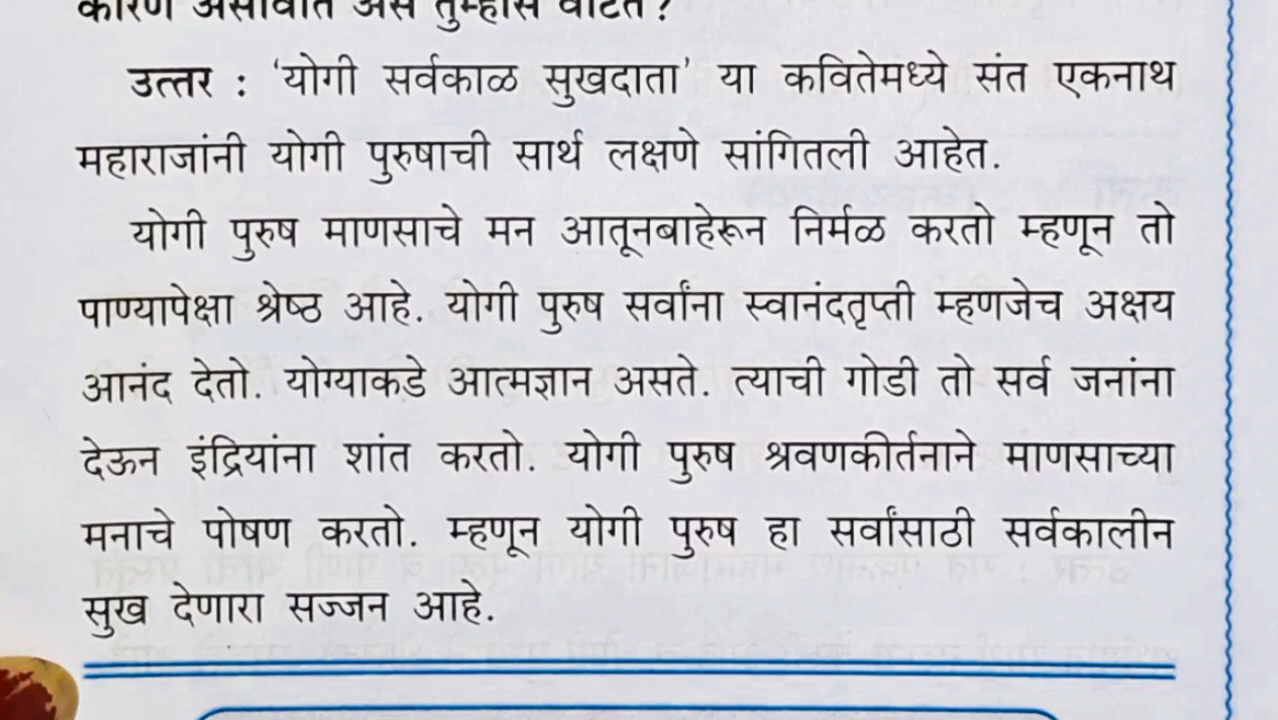 कारण असावीत असे तुम्हांस वाटते?
उत्तर : ‘योगी सर्वकाळ सुखदाता’ या कवितेमध्ये संत एकनाथ
महाराजांनी योगी पुरुषाची सार्थ लक्षणे सांगितली आहेत.
योगी पुरुष माणसाचे मन आतूनबाहेरून निर्मळ करतो म्हणून तो
पाण्यापेक्षा श्रेष्ठ आहे. योगी पुरुष सर्वांना स्वानंदतृप्ती म्हणजेच अक्षय
आनंद देतो. योग्याकडे आत्मज्ञान असते. त्याची गोडी तो सर्व जनांना
देऊन इंद्रियांना शांत करतो. योगी पुरुष श्रवणकीर्तनाने माणसाच्या
मनाचे पोषण करतो. म्हणून योगी पुरुष हा सर्वांसाठी सर्वकालीन
सुख देणारा सज्जन आहे.